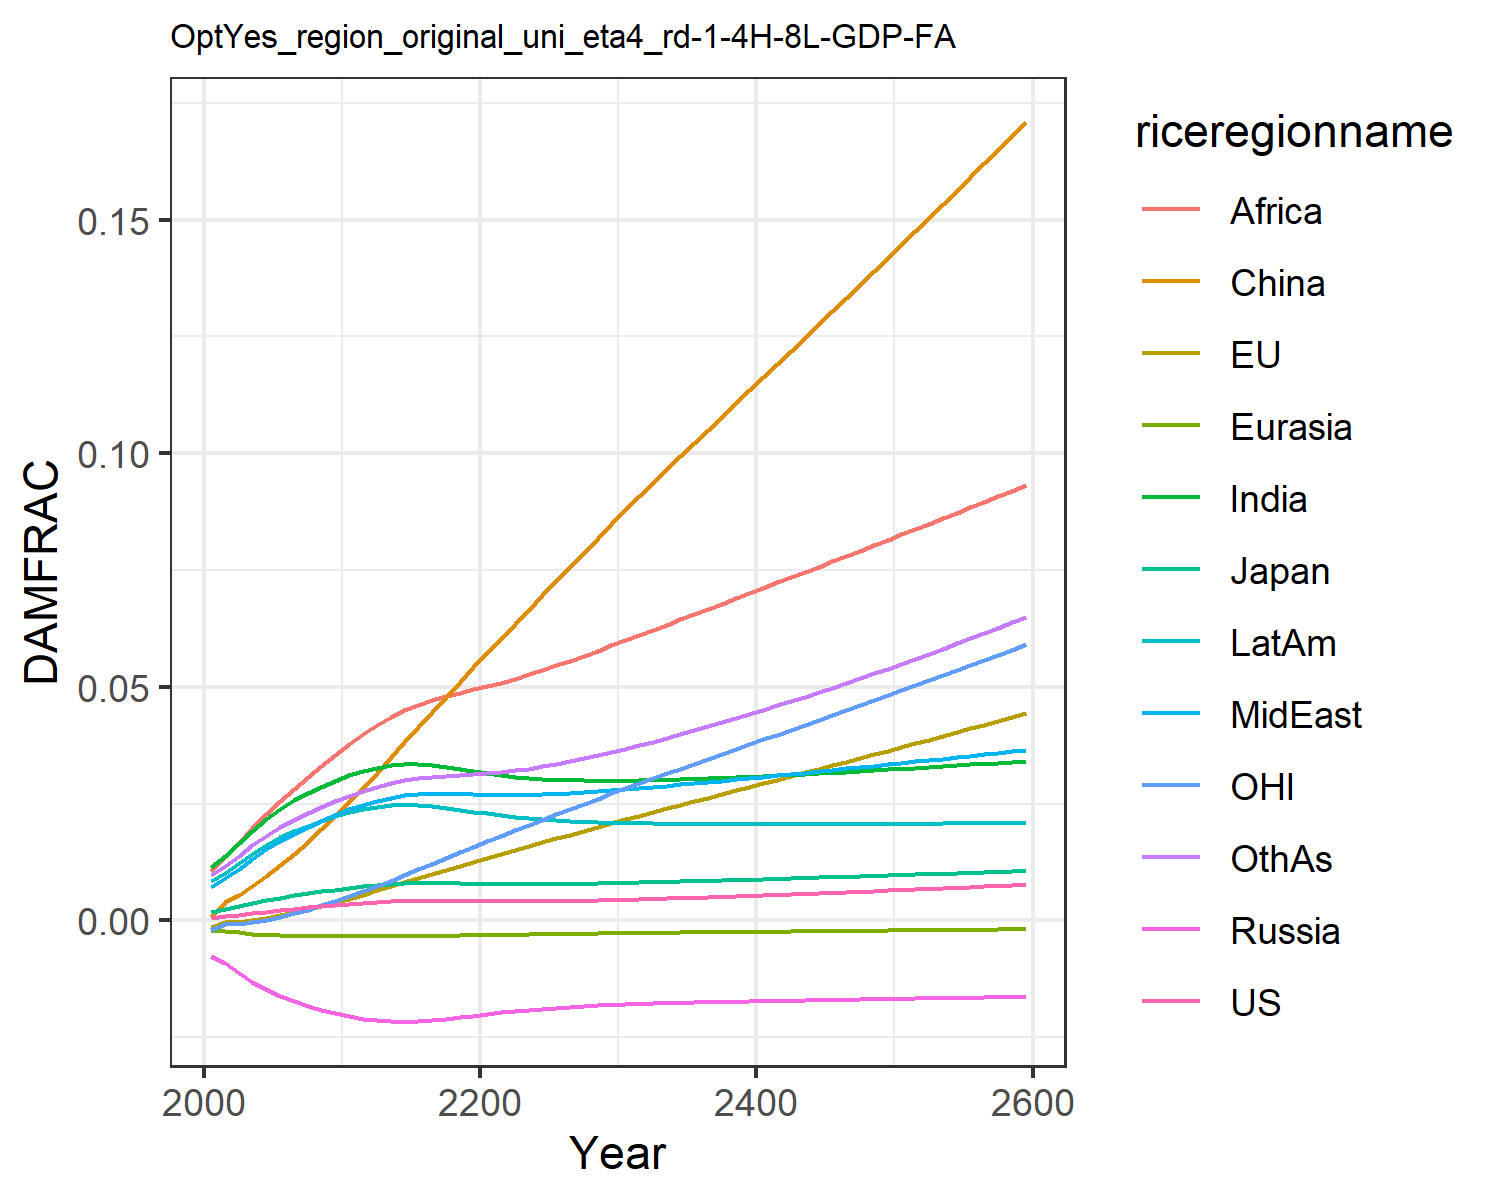 OptYes_region_original_uni_eta4_rd-1-4H-8L-GDP-FA
DAMFRAC
0.15
0.10
0.05
0.00
2000 2200 2400 2600
Year
riceregionname
Africa
China
EU
Eurasia
India
Japan
LatAm
MidEast
OHI
OthAs
Russia
US